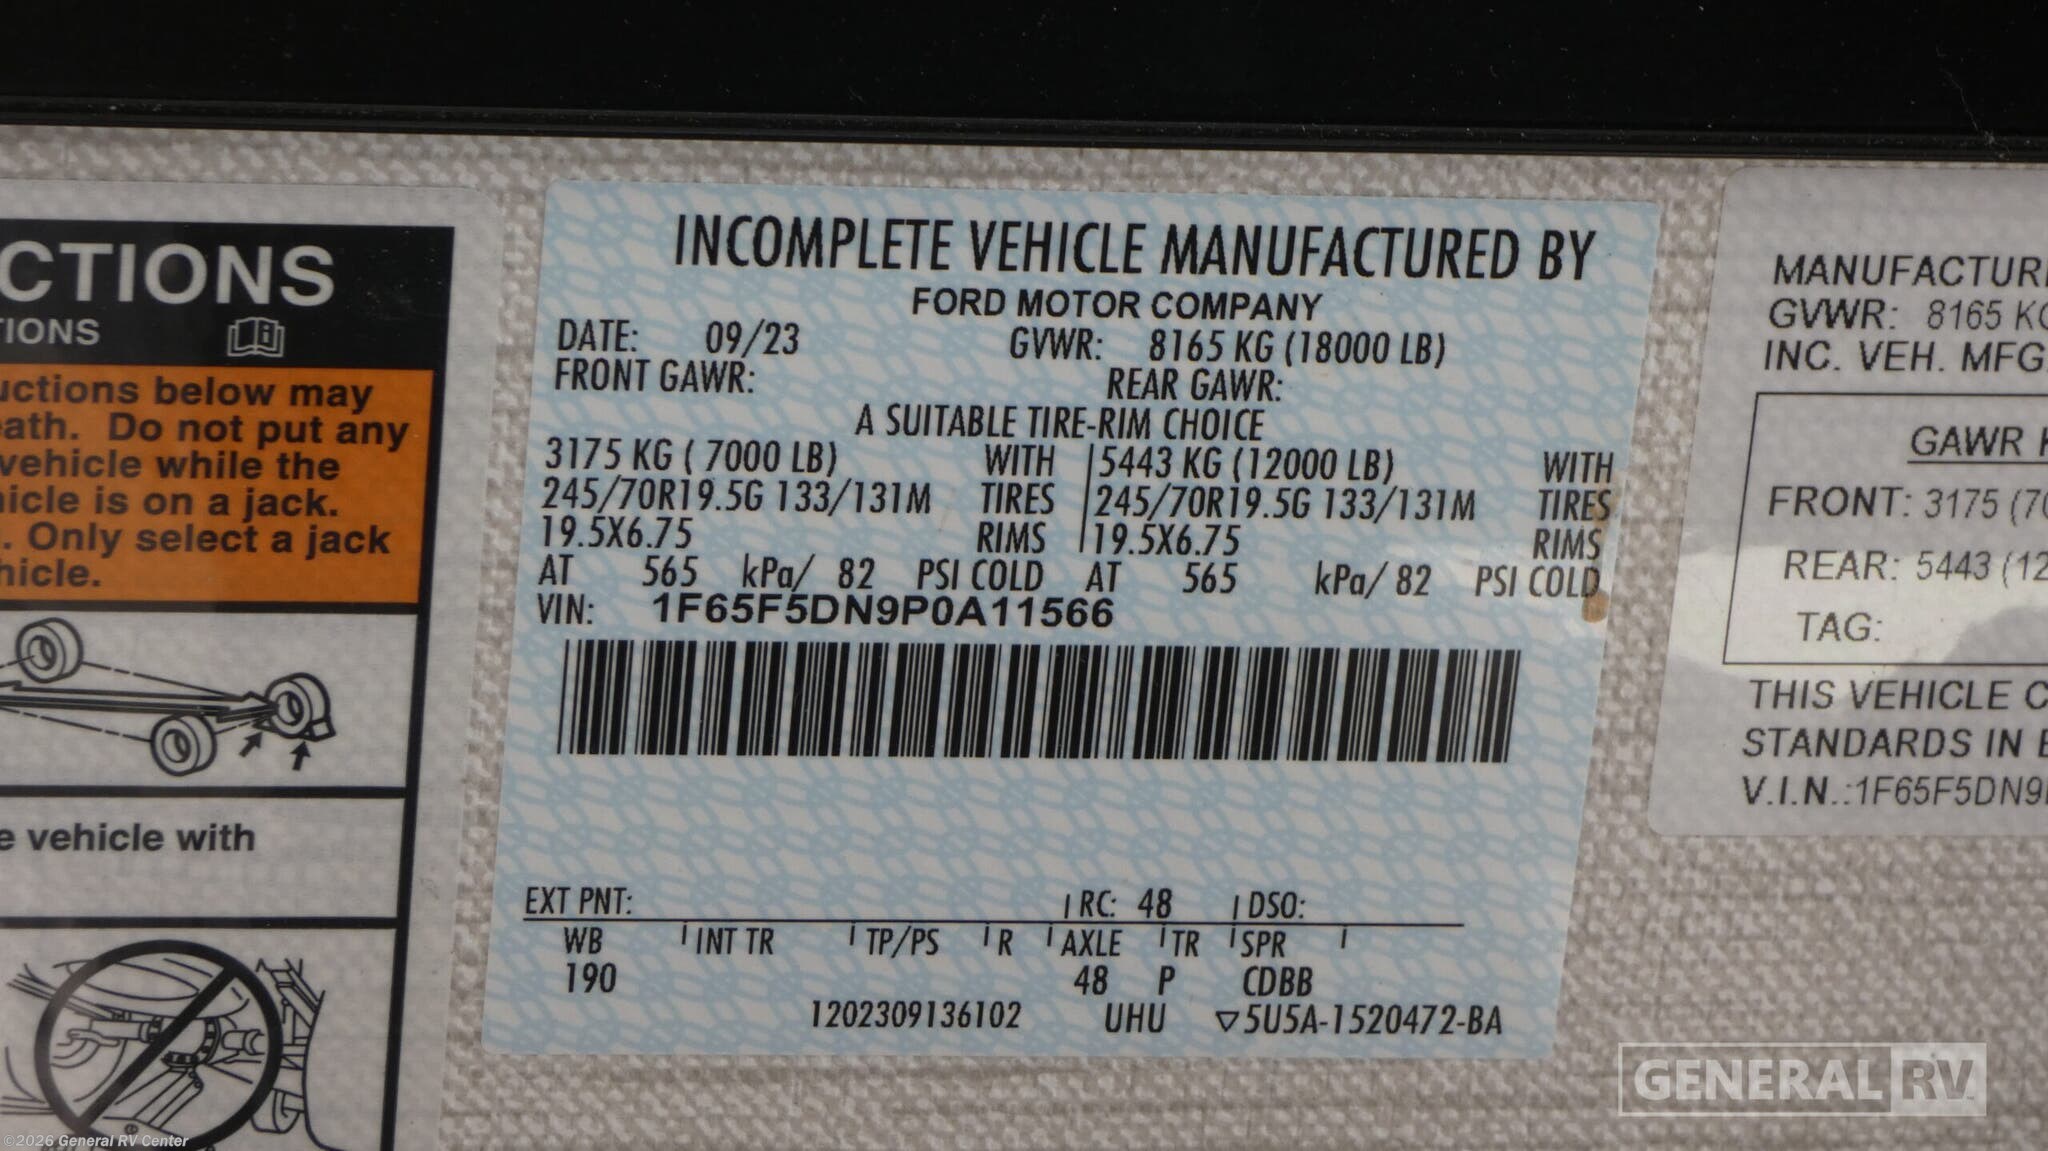 CTIONS
TIONS
uctions below may
eath. Do not put any
vehicle while the
hicle is on a jack.
. Only select a jack
hicle.
e vehicle with
INCOMPLETE VEHICLE MANUFACTURED BY
FORD MOTOR COMPANY
DATE: 09/23 GVWR: 8165 KG (18000 LB)
FRONT GAWR: REAR GAWR:
A SUITABLE TIRE-RIM CHOICE
3175 KG ( 7000 LB) WITH 5443 KG (12000 LB) WITH
245/70R19.5G 133/131M TIRES 245/70R19.5G 133/131M TIRES
19.5X6.75 RIMS 19.5X6.75 RIMS
AT 565 kPa/ 82 PSI COLD AT 565 kPa/ 82 PSI COLD
VIN: 1F65F5DN9P0A11566
EXT PNT: RC: 48 DSO:
WB INT TR TP/PS R AXLE TR SPR
190 48 P CDBB
1202309136102 UHU ▽5U5A-1520472-BA
MANUFACTUR
GVWR: 8165 KG
INC. VEH. MFG.
GAWR K
FRONT: 3175 (70
REAR: 5443 (12
TAG:
THIS VEHICLE C
STANDARDS IN E
V.I.N.:1F65F5DN9
GENERAL RV
©2026 General RV Center